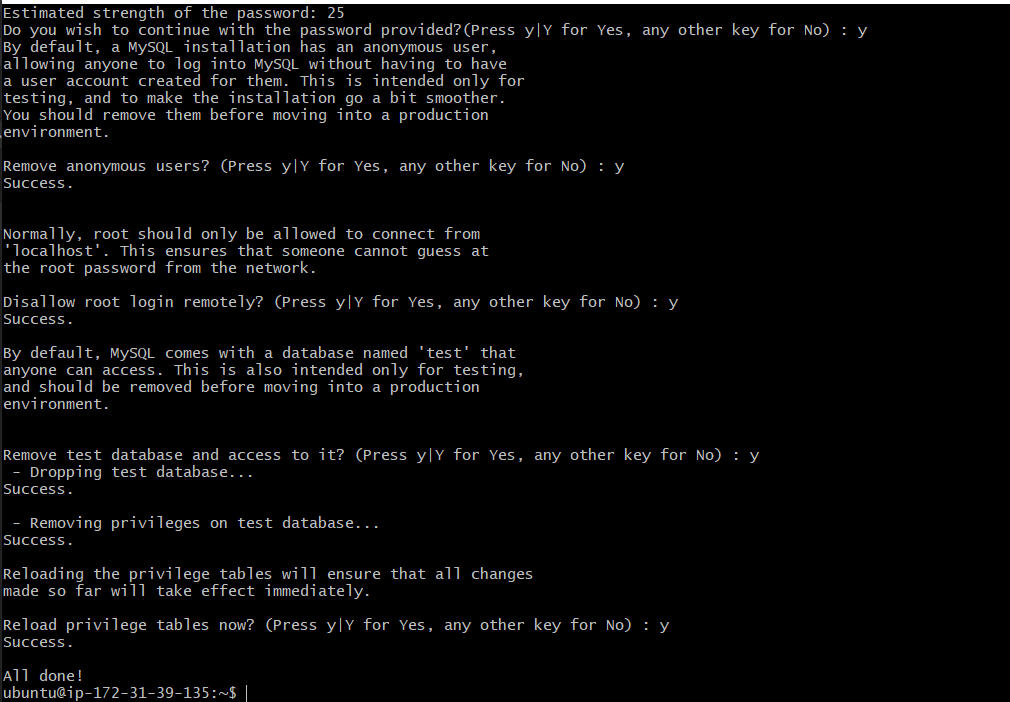 Estimated strength of the password: 25
Do you wish to continue with the password provided?(Press y|Y for Yes, any other key for No) : y
By default, a MySQL installation has an anonymous user,
allowing anyone to log into MySQL without having to have
a user account created for them. This is intended only for
testing, and to make the installation go a bit smoother.
You should remove them before moving into a production
environment.
Remove anonymous users? (Press y|Y for Yes, any other key for No) : y
Success.
Normally, root should only be allowed to connect from
'localhost'. This ensures that someone cannot guess at
the root password from the network.
Disallow root login remotely? (Press y|Y for Yes, any other key for No) : y
Success.
By default, MySQL comes with a database named 'test' that
anyone can access. This is also intended only for testing,
and should be removed before moving into a production
environment.
Remove test database and access to it? (Press y|Y for Yes, any other key for No) : y
- Dropping test database...
Success.
- Removing privileges on test database...
Success.
Reloading the privilege tables will ensure that all changes
made so far will take effect immediately.
Reload privilege tables now? (Press y|Y for Yes, any other key for No) : y
Success.
All done!
ubuntu@ip-172-31-39-135:~$